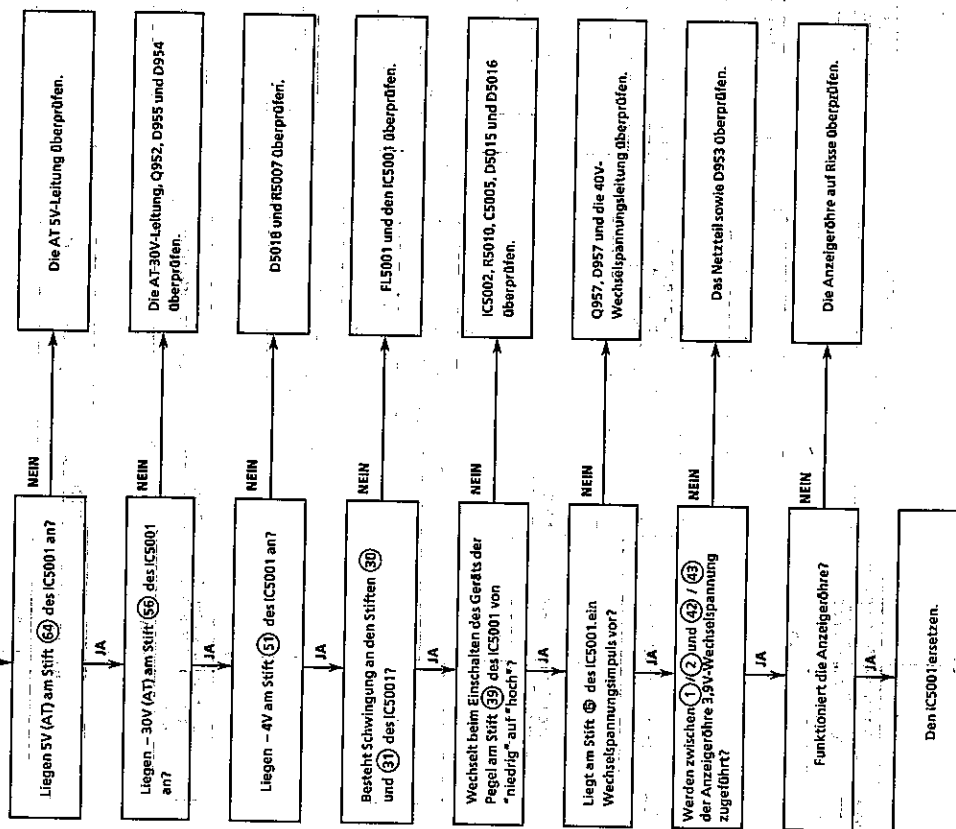 Liegen 5V (AT) am Stift 64 des IC5001 an?
NEIN
Die AT 5V-Leitung überprüfen.
JA
Liegen – 30V (AT) am Stift 56 des IC5001
an?
NEIN
Die AT-30V-Leitung, Q952, D955 und D954
überprüfen.
JA
Liegen – 4V am Stift 51 des IC5001 an?
NEIN
D5018 und R5007 überprüfen.
JA
Besteht Schwingung an den Stiften 30
und 31 des IC5001?
NEIN
FL5001 und den IC5001 überprüfen.
JA
Wechselt beim Einschalten des Geräts der
Pegel am Stift 39 des IC5001 von
"niedrig" auf "hoch"?
NEIN
IC5002, R5010, C5005, D5015 und D5016
überprüfen.
JA
Liegt am Stift des IC5001 ein
Wechselspannungsimpuls vor?
NEIN
Q957, D957 und die 40V-
Wechselspannungsleitung überprüfen.
JA
Werden zwischen 1 / 2 und 42 / 43
der Anzeigeröhre 3,9V-Wechselspannung
zugeführt?
NEIN
Das Netzteil sowie D953 überprüfen.
JA
Funktioniert die Anzeigeröhre?
NEIN
Die Anzeigeröhre auf Risse überprüfen.
JA
Den IC5001 ersetzen.